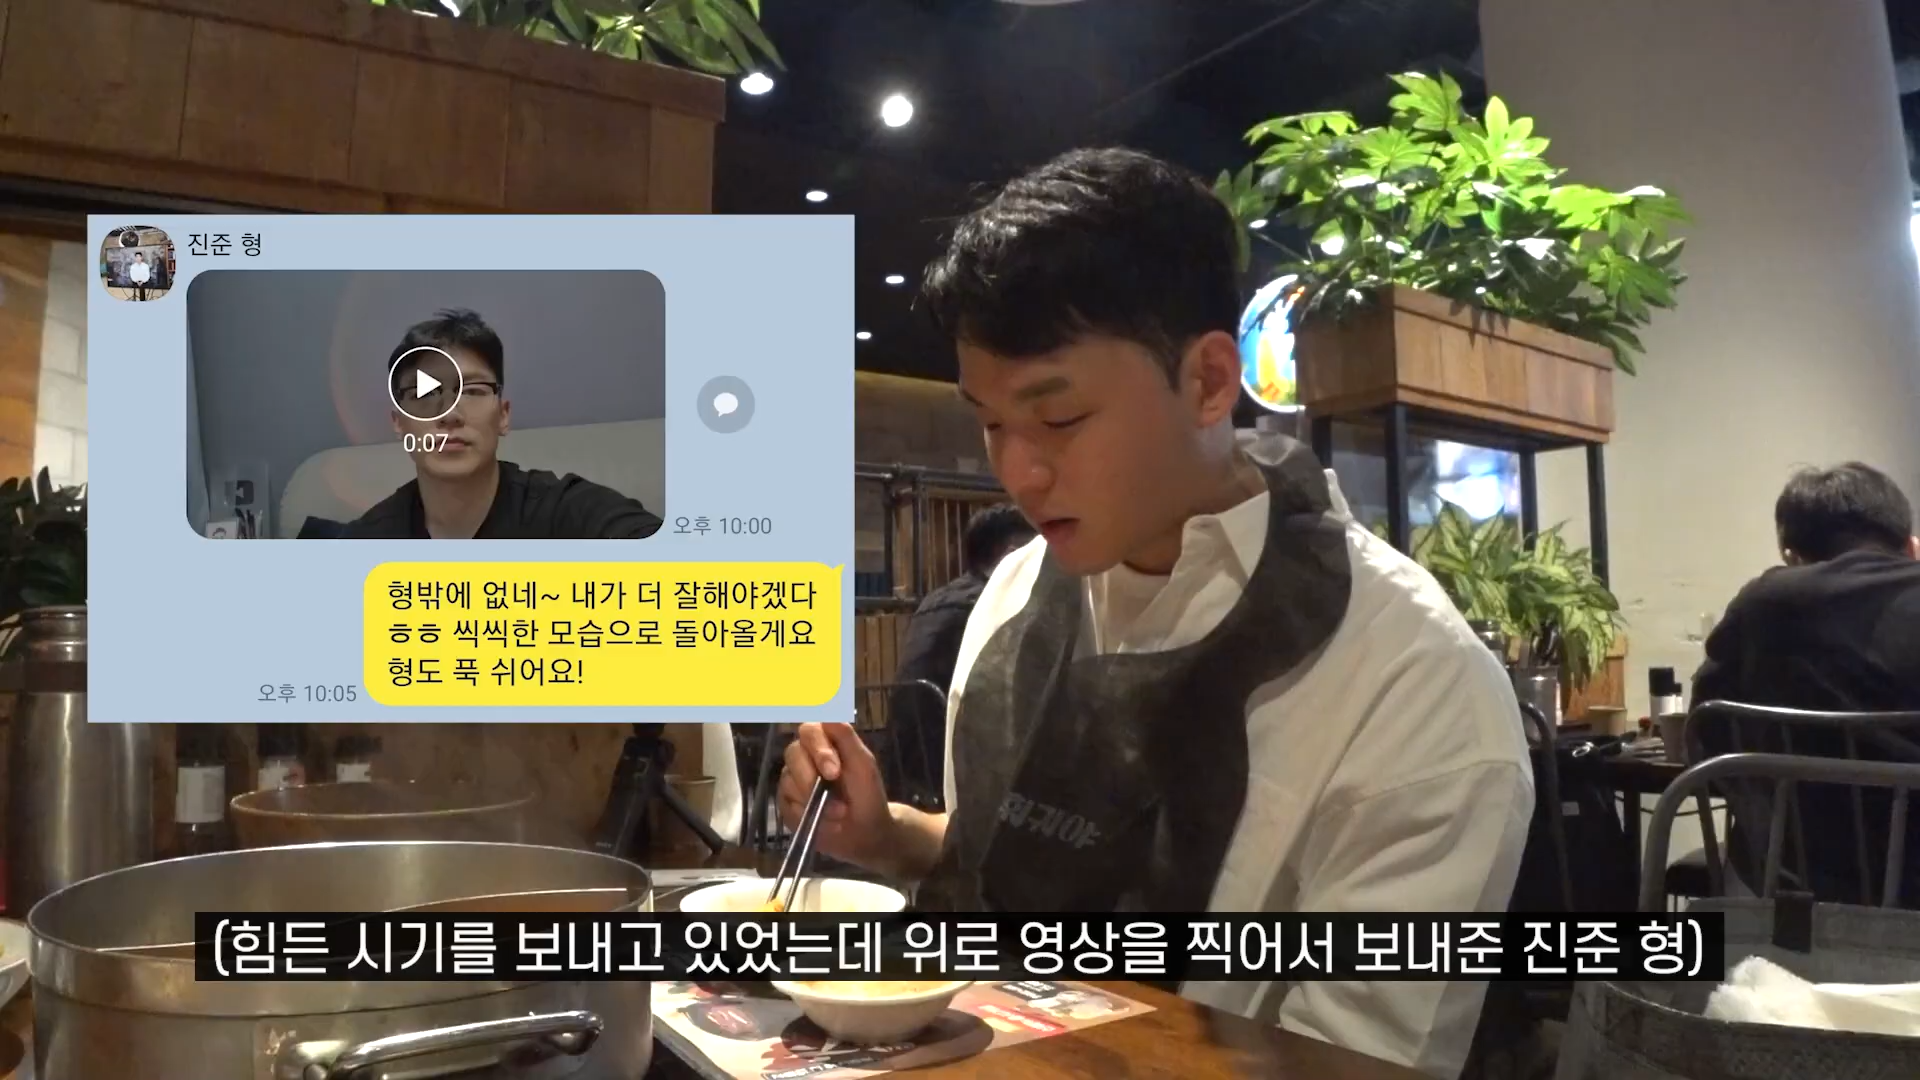 진준 형
0:07
오후 10:00
형밖에 없네~ 내가 더 잘해야겠다
ㅎㅎ 씩씩한 모습으로 돌아올게요
형도 푹 쉬어요!
오후 10:05
훠궈야
(힘든 시기를 보내고 있었는데 위로 영상을 찍어서 보내준 진준 형)